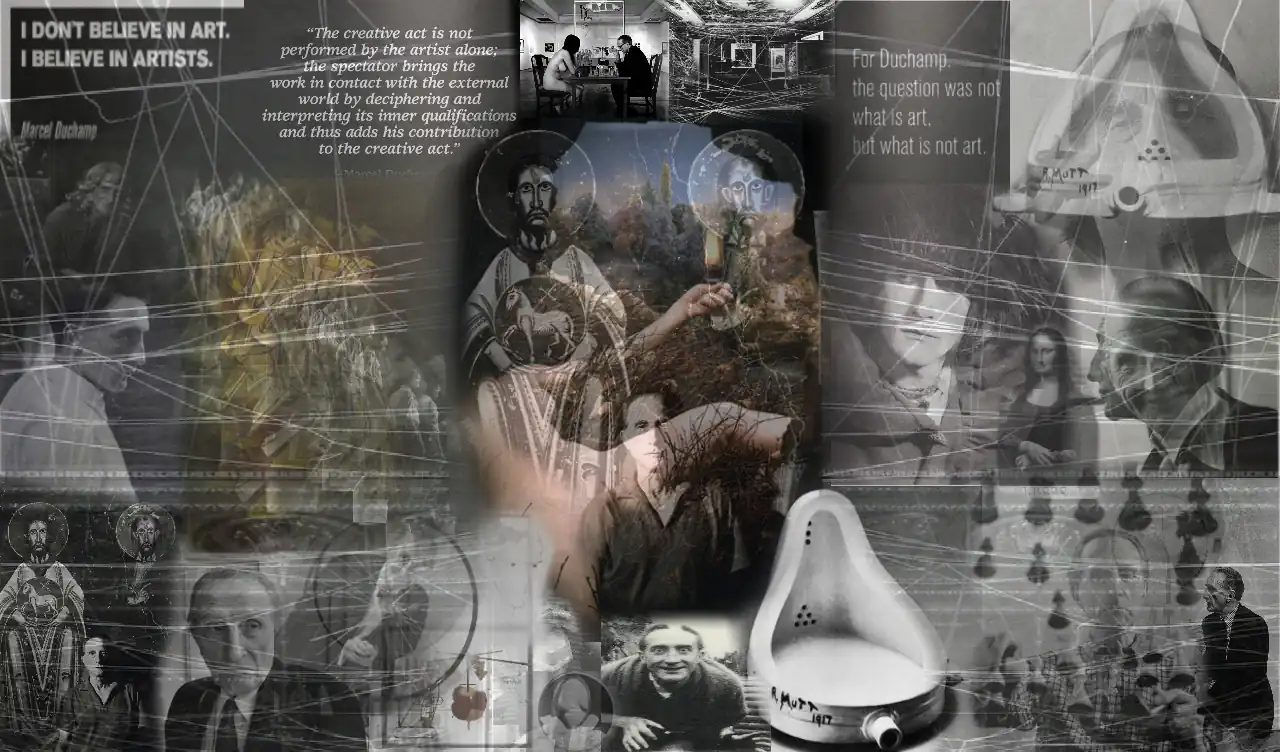 I DON'T BELIEVE IN ART.
I BELIEVE IN ARTISTS.
Marcel Duchamp
“The creative act is not
performed by the artist alone;
the spectator brings the
work in contact with the external
world by deciphering and
interpreting its inner qualifications
and thus adds his contribution
to the creative act.”
For Duchamp.
the question was not
what is art,
but what is not art.
R. MUTT
1917
R. MUTT
1917